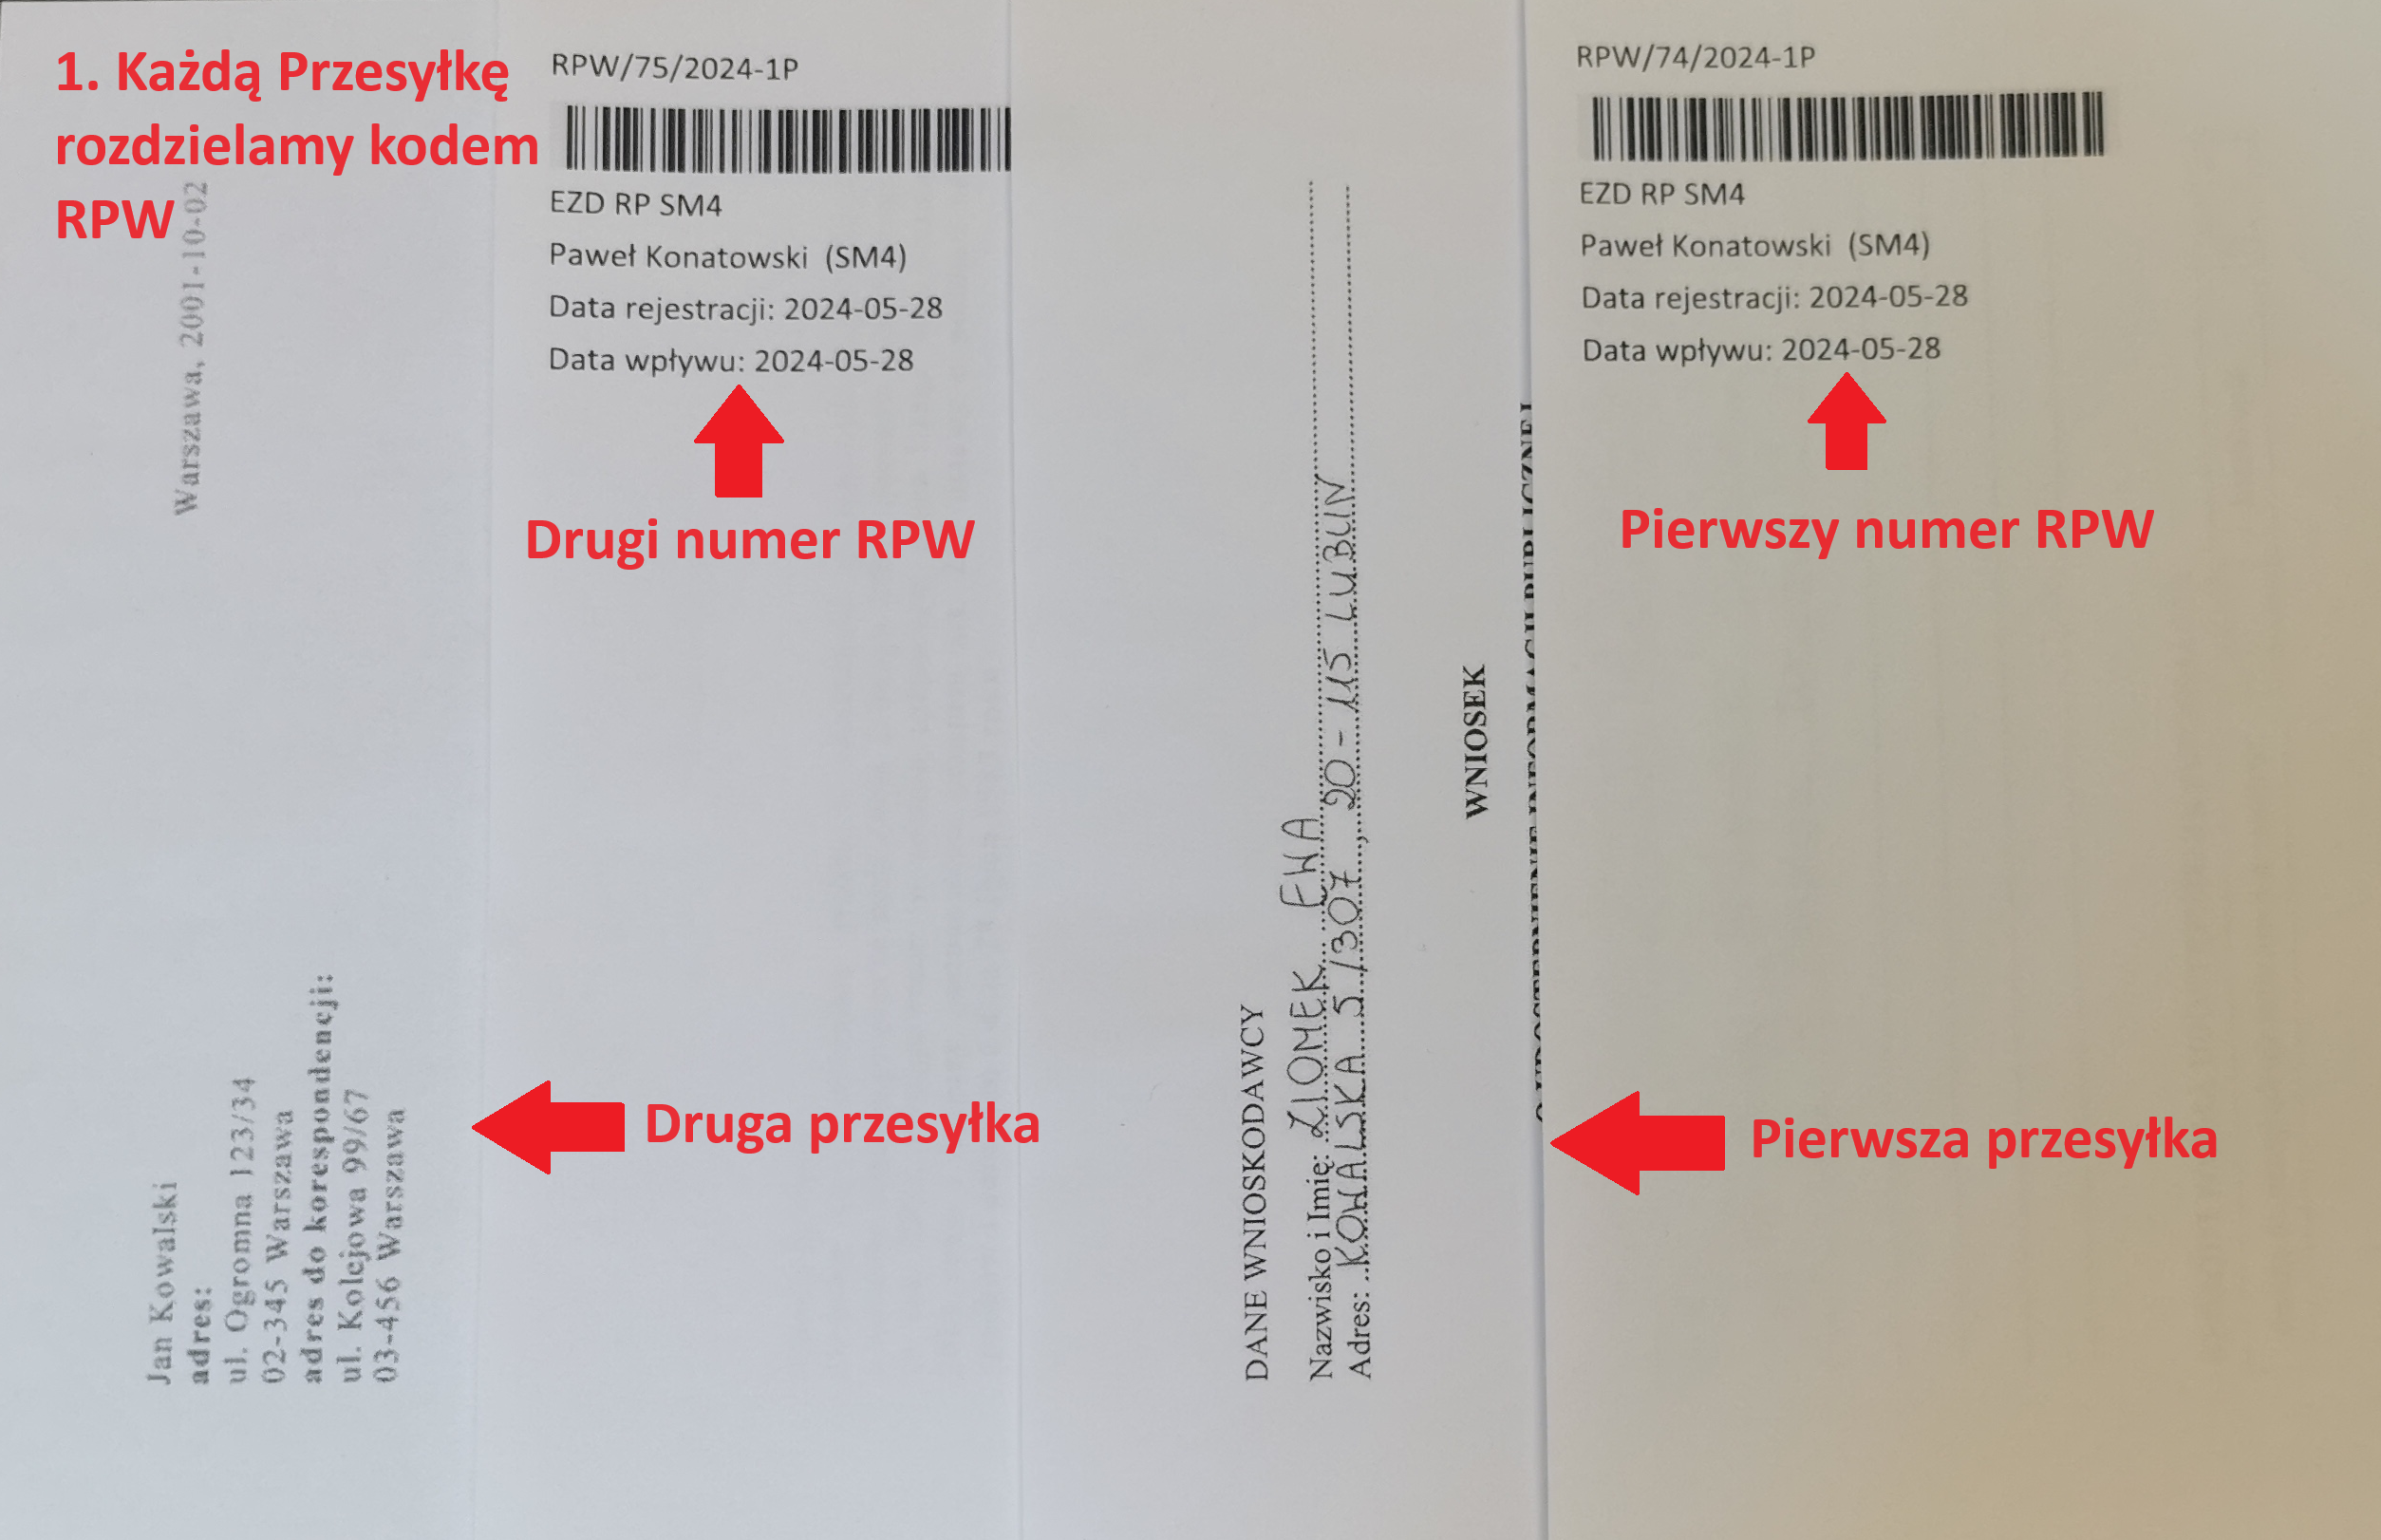 1. Każdą Przesyłkę
rozdzielamy kodem
RPW
Warszawa, 2001-10-02
Jan Kowalski
adres:
ul. Ogromna 123/34
02-345 Warszawa
adres do korespondencji:
ul. Kolejowa 99/67
03-456 Warszawa
RPW/75/2024-1P
EZD RP SM4
Paweł Konatowski (SM4)
Data rejestracji: 2024-05-28
Data wpływu: 2024-05-28
Drugi numer RPW
Druga przesyłka
DANE WNIOSKODAWCY
Nazwisko i Imię: ZIOMEK EWA
Adres: KOWALSKA 5/307, 20-115 LUBLIN
WNIOSEK
O UDOSTĘPNIENIE INFORMACJI PUBLICZNEJ
RPW/74/2024-1P
EZD RP SM4
Paweł Konatowski (SM4)
Data rejestracji: 2024-05-28
Data wpływu: 2024-05-28
Pierwszy numer RPW
Pierwsza przesyłka